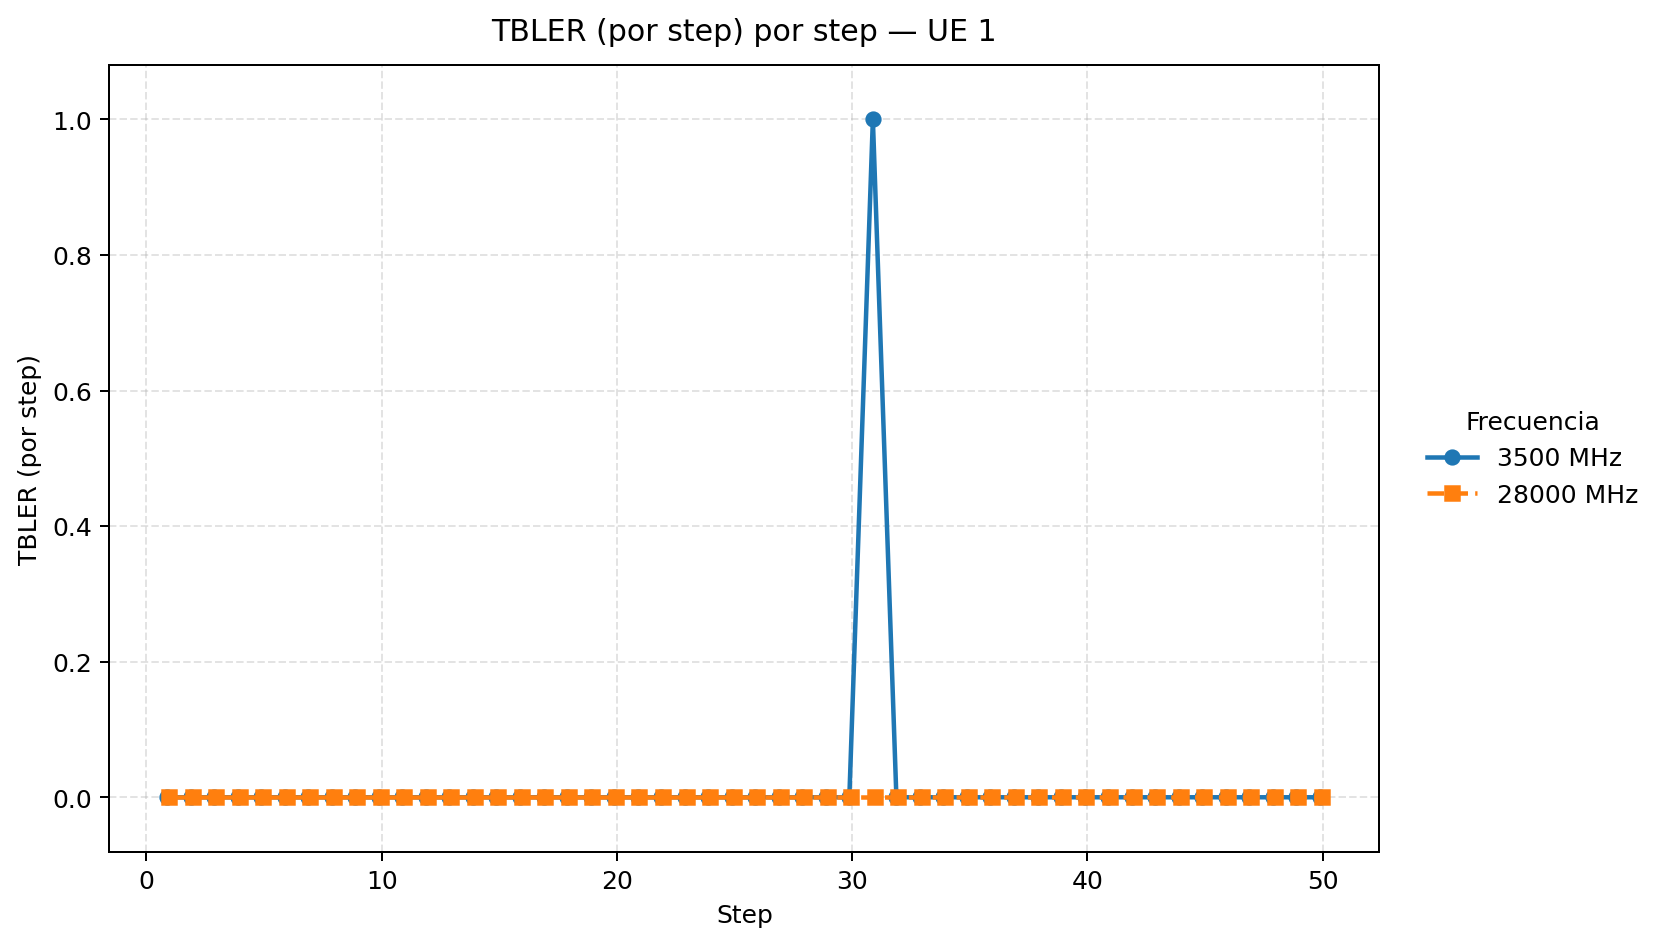 TBLER (por step) por step — UE 1
TBLER (por step)
1.0
0.8
0.6
0.4
0.2
0.0
0 10 20 30 40 50
Step
Frecuencia
3500 MHz
28000 MHz